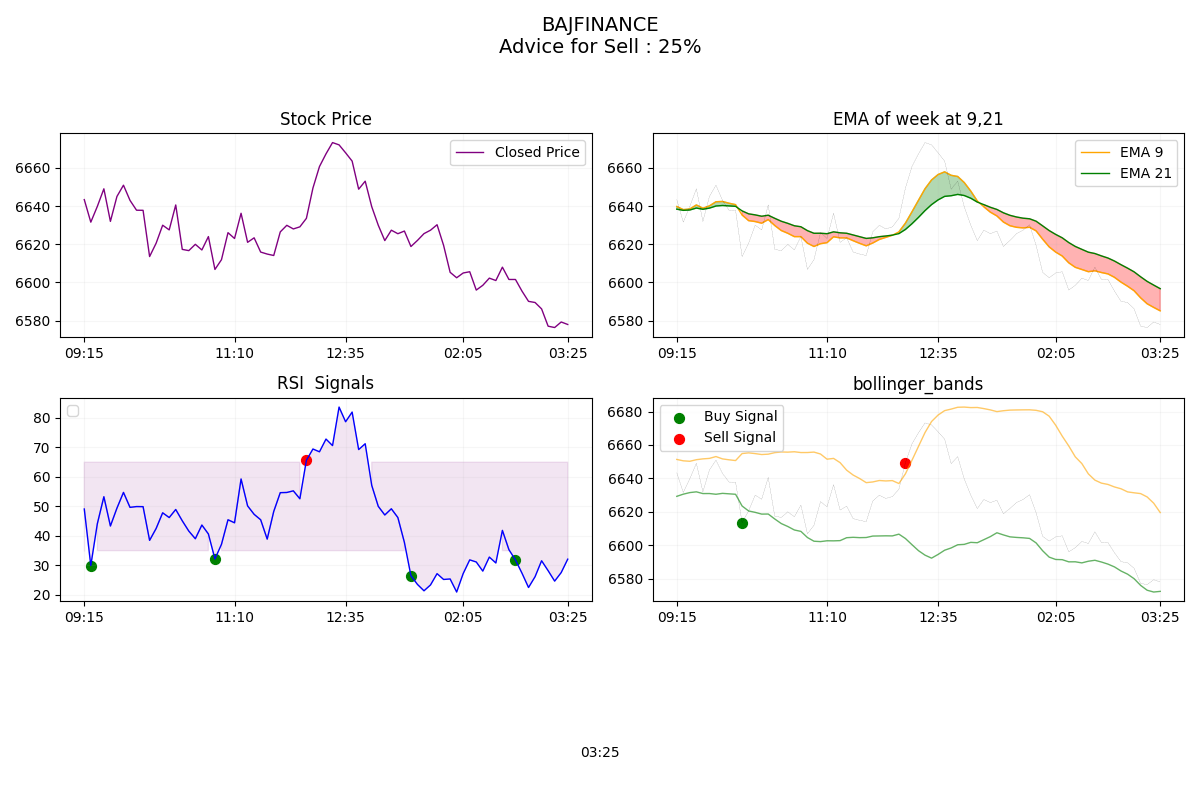 BAJFINANCE
Advice for Sell : 25%
Stock Price
Closed Price
6660
6640
6620
6600
6580
09:15 11:10 12:35 02:05 03:25
EMA of week at 9,21
EMA 9
EMA 21
6660
6640
6620
6600
6580
09:15 11:10 12:35 02:05 03:25
RSI  Signals
80
70
60
50
40
30
20
09:15 11:10 12:35 02:05 03:25
bollinger_bands
Buy Signal
Sell Signal
6680
6660
6640
6620
6600
6580
09:15 11:10 12:35 02:05 03:25
03:25